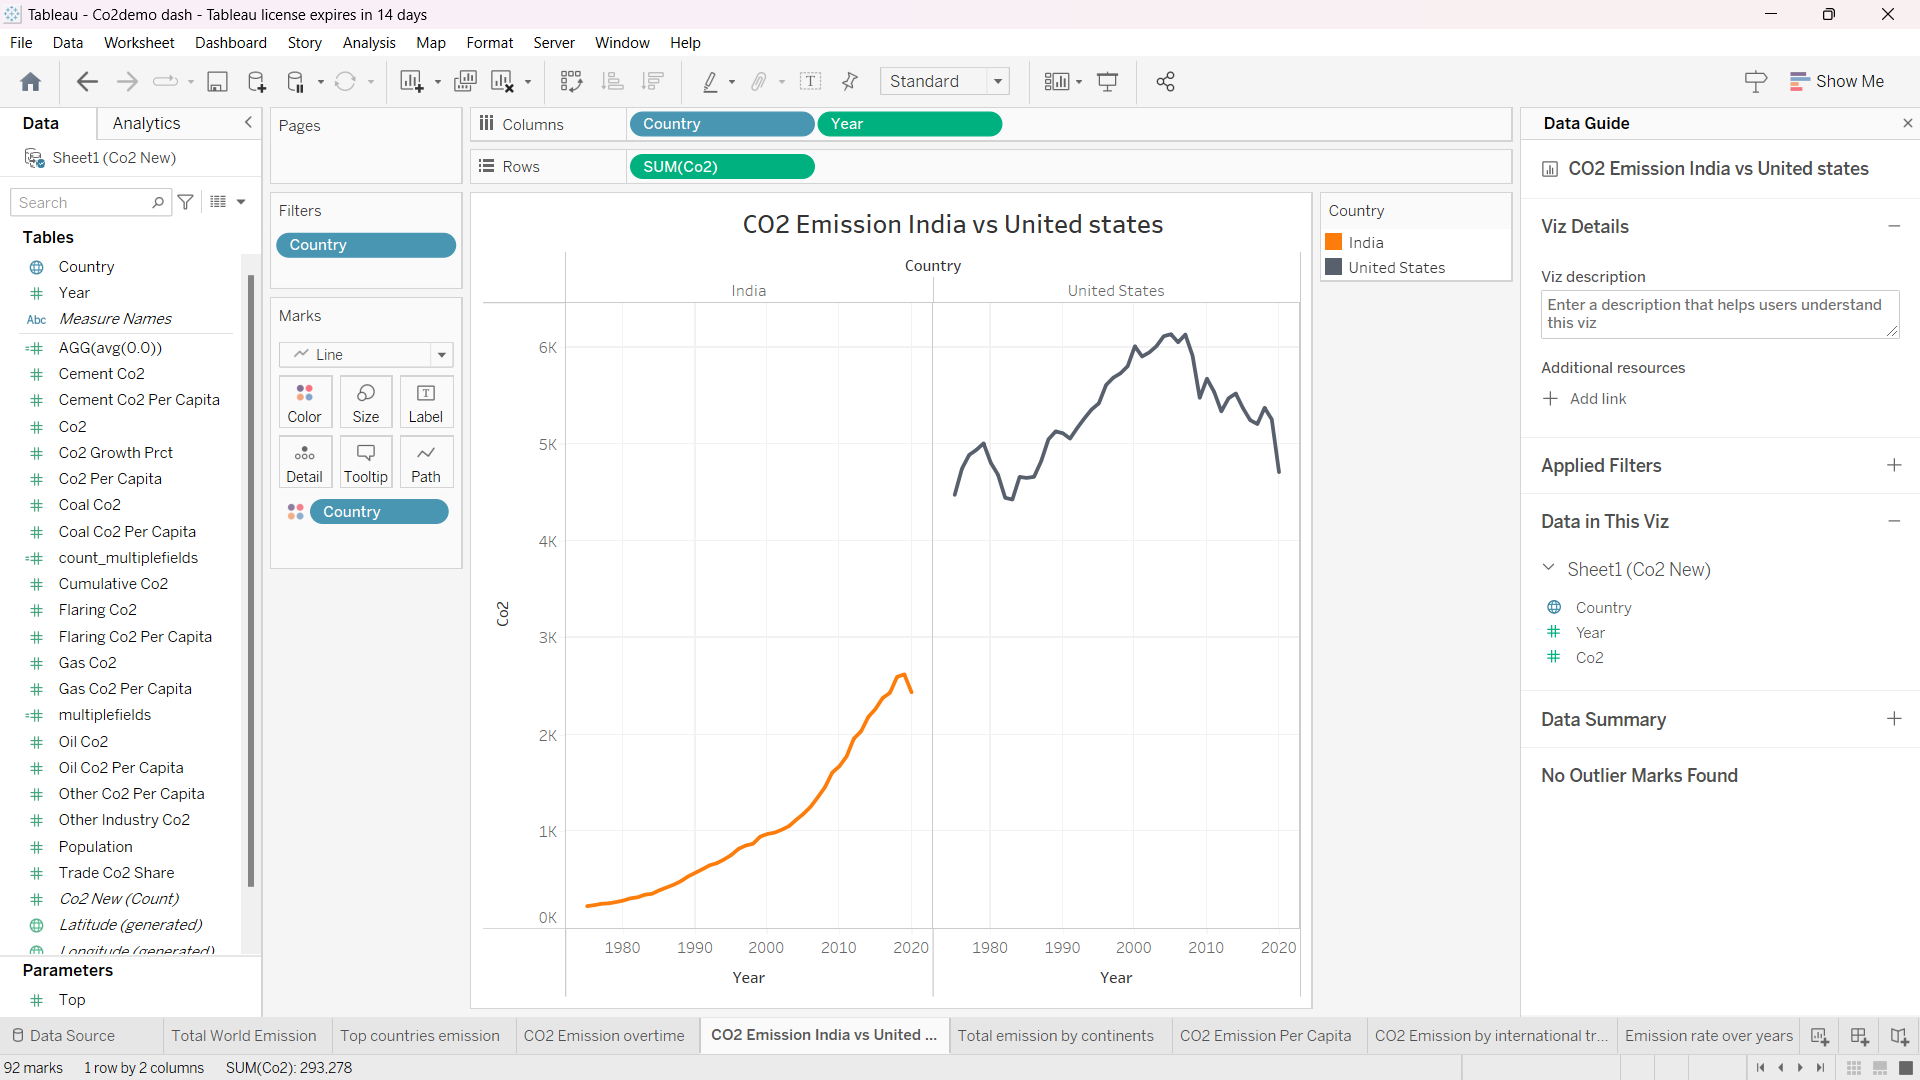 Tableau - Co2demo dash - Tableau license expires in 14 days
File Data Worksheet Dashboard Story Analysis Map Format Server Window Help
Standard
Show Me
Data
Analytics
Sheet1 (Co2 New)
Search
Tables
Country
Year
Abc Measure Names
AGG(avg(0.0))
Cement Co2
Cement Co2 Per Capita
Co2
Co2 Growth Prct
Co2 Per Capita
Coal Co2
Coal Co2 Per Capita
count_multiplefields
Cumulative Co2
Flaring Co2
Flaring Co2 Per Capita
Gas Co2
Gas Co2 Per Capita
multiplefields
Oil Co2
Oil Co2 Per Capita
Other Co2 Per Capita
Other Industry Co2
Population
Trade Co2 Share
Co2 New (Count)
Latitude (generated)
Longitude (generated)
Parameters
Top
Pages
Filters
Country
Marks
Line
Color Size Label
Detail Tooltip Path
Country
Columns Country Year
Rows SUM(Co2)
CO2 Emission India vs United states
Country
India United States
Co2
6K
5K
4K
3K
2K
1K
0K
1980 1990 2000 2010 2020 1980 1990 2000 2010 2020
Year Year
Country
India
United States
Data Guide
CO2 Emission India vs United states
Viz Details
Viz description
Enter a description that helps users understand
this viz
Additional resources
Add link
Applied Filters
Data in This Viz
Sheet1 (Co2 New)
Country
Year
Co2
Data Summary
No Outlier Marks Found
Data Source Total World Emission Top countries emission CO2 Emission overtime CO2 Emission India vs United ... Total emission by continents CO2 Emission Per Capita CO2 Emission by international tr... Emission rate over years
92 marks 1 row by 2 columns SUM(Co2): 293,278